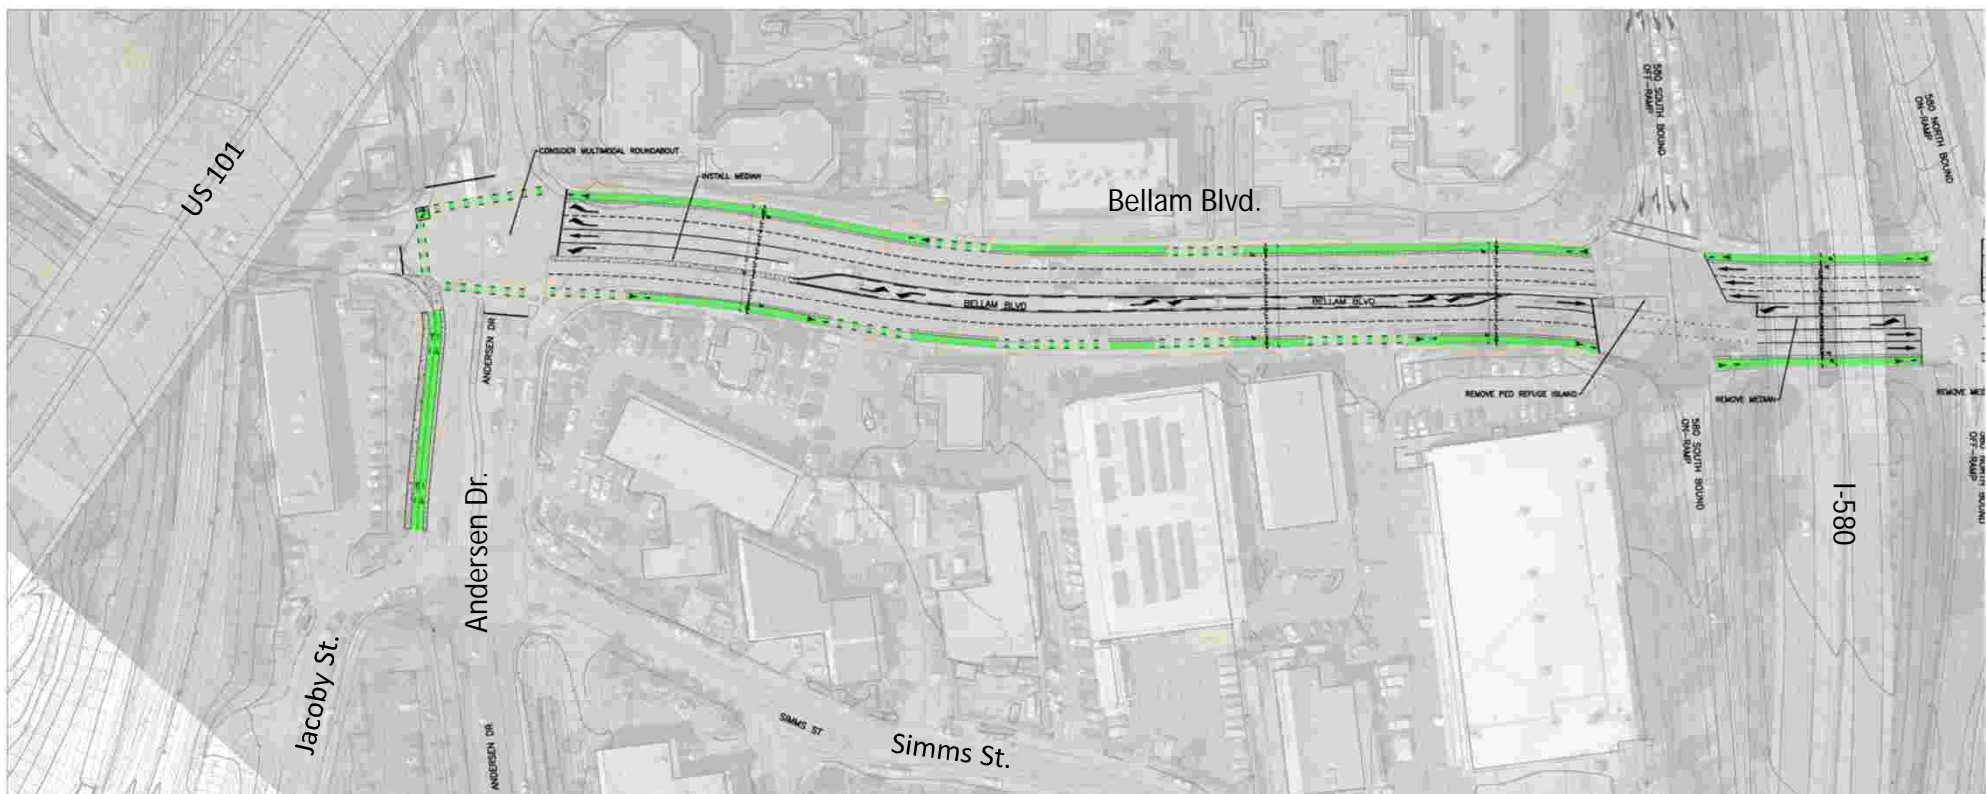 580 SOUTH BOUND
OFF-RAMP
580 NORTH BOUND
ON-RAMP
US 101
CONSIDER MULTIMODAL ROUNDABOUT
INSTALL MEDIAN
Bellam Blvd.
BELLAM BLVD
BELLAM BLVD
ANDERSEN DR
REMOVE PED REFUGE ISLAND
REMOVE MEDIAN
REMOVE MED
580 SOUTH BOUND
ON-RAMP
580 NORTH BOUND
OFF-RAMP
I-580
Andersen Dr.
Jacoby St.
SIMMS ST
Simms St.
ANDERSEN DR